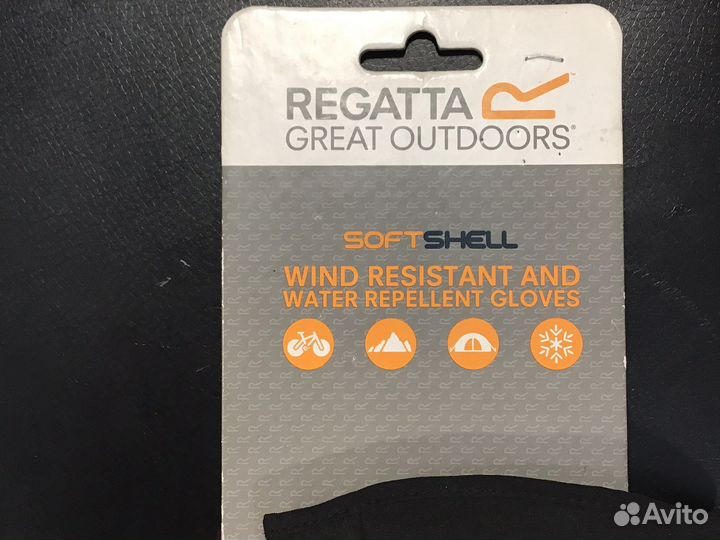 REGATTA
GREAT OUTDOORS®
SOFTSHELL
WIND RESISTANT AND
WATER REPELLENT GLOVES
Avito